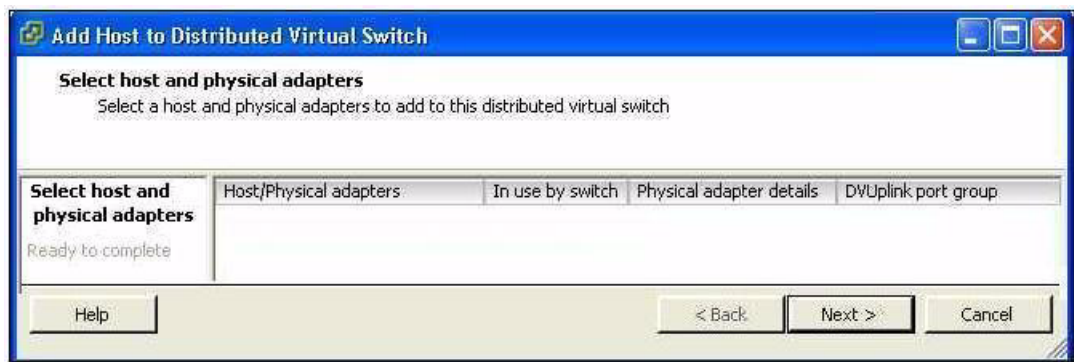 Add Host to Distributed Virtual Switch
Select host and physical adapters
Select a host and physical adapters to add to this distributed virtual switch
Select host and
physical adapters
Ready to complete
Host/Physical adapters In use by switch Physical adapter details DVUplink port group
Help < Back Next > Cancel